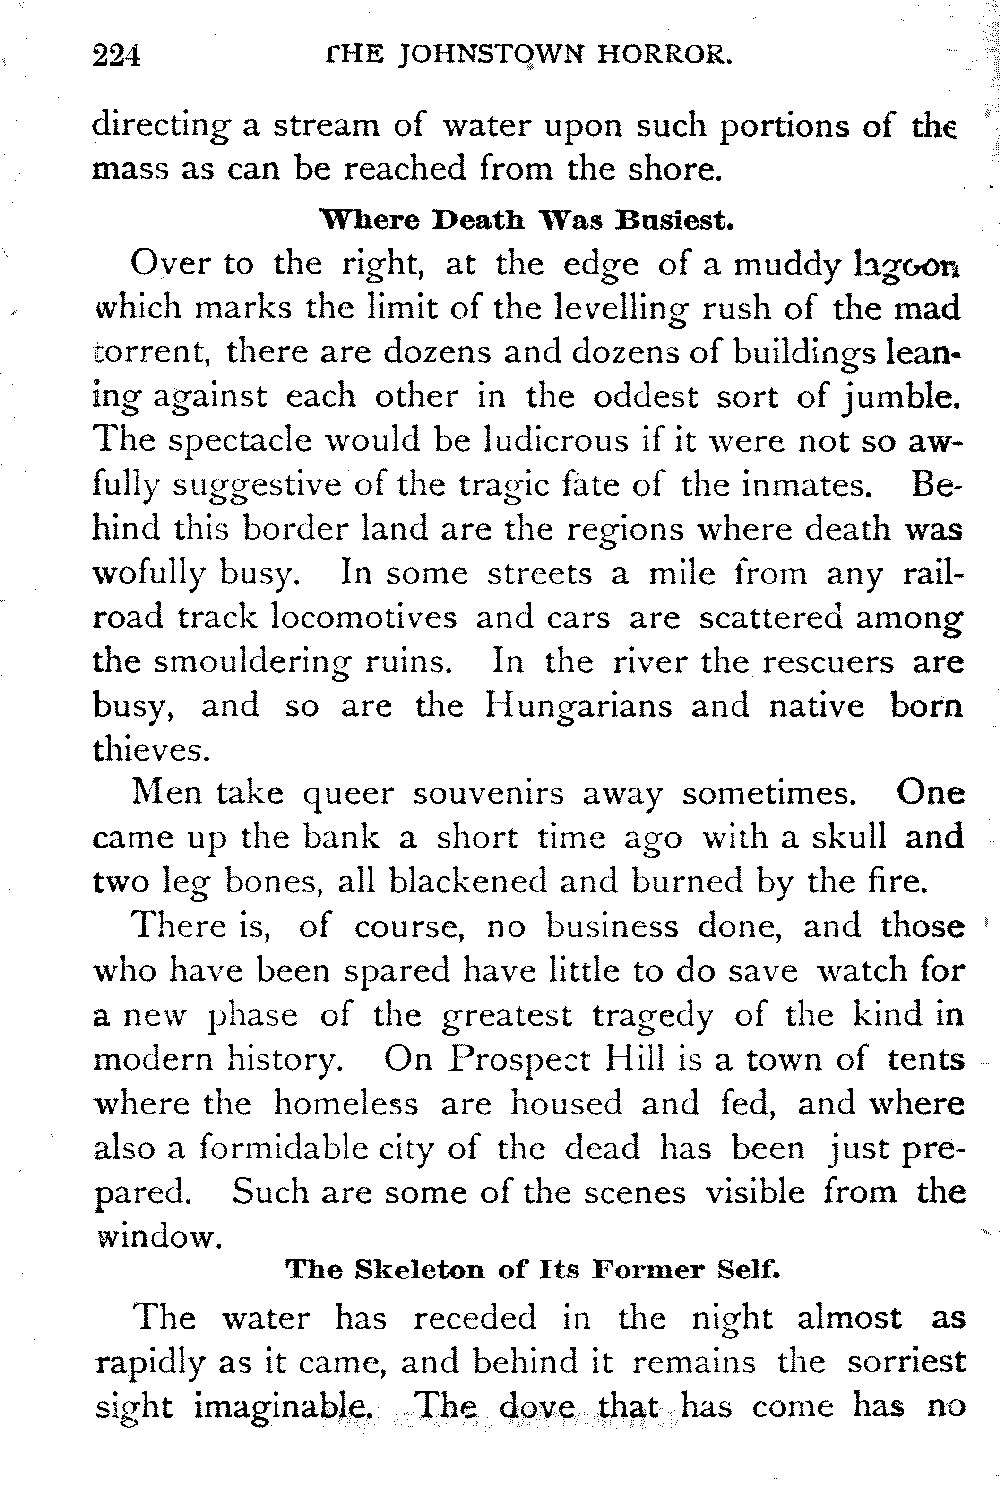 224 THE JOHNSTOWN HORROR.
directing a stream of water upon such portions of the
mass as can be reached from the shore.
Where Death Was Busiest.
Over to the right, at the edge of a muddy lagoon
which marks the limit of the levelling rush of the mad
torrent, there are dozens and dozens of buildings lean-
ing against each other in the oddest sort of jumble.
The spectacle would be ludicrous if it were not so aw-
fully suggestive of the tragic fate of the inmates. Be-
hind this border land are the regions where death was
wofully busy. In some streets a mile from any rail-
road track locomotives and cars are scattered among
the smouldering ruins. In the river the rescuers are
busy, and so are the Hungarians and native born
thieves.
Men take queer souvenirs away sometimes. One
came up the bank a short time ago with a skull and
two leg bones, all blackened and burned by the fire.
There is, of course, no business done, and those
who have been spared have little to do save watch for
a new phase of the greatest tragedy of the kind in
modern history. On Prospect Hill is a town of tents
where the homeless are housed and fed, and where
also a formidable city of the dead has been just pre-
pared. Such are some of the scenes visible from the
window.
The Skeleton of Its Former Self.
The water has receded in the night almost as
rapidly as it came, and behind it remains the sorriest
sight imaginable. The dove that has come has no